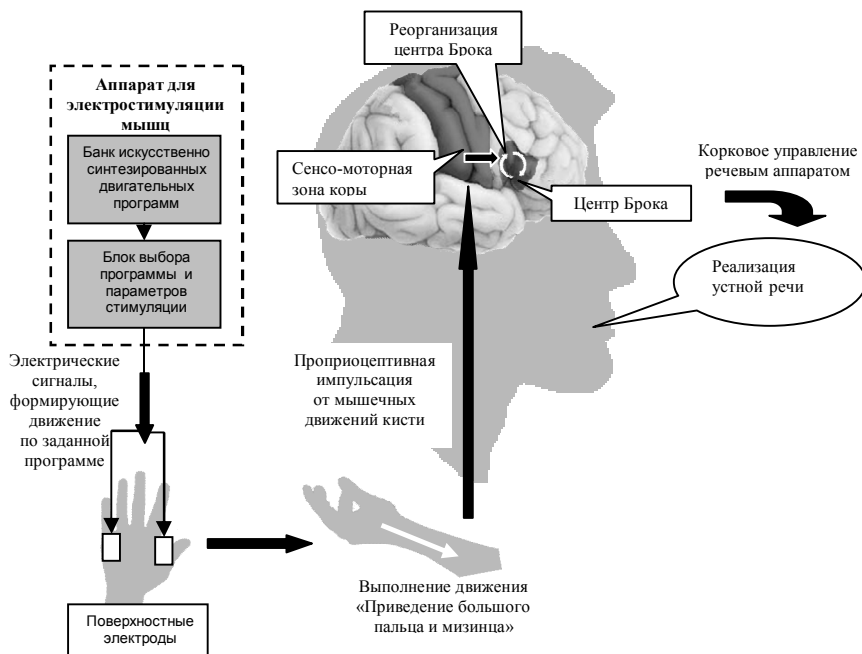 Реорганизация
центра Брока
Аппарат для
электростимуляции
мышц
Банк искусственно
синтезированных
двигательных
программ
Блок выбора
программы и
параметров
стимуляции
Сенсо-моторная
зона коры
Центр Брока
Корковое управление
речевым аппаратом
Реализация
устной речи
Электрические
сигналы,
формирующие
движение
по заданной
программе
Проприоцептивная
импульсация
от мышечных
движений кисти
Поверхностные
электроды
Выполнение движения
«Приведение большого
пальца и мизинца»